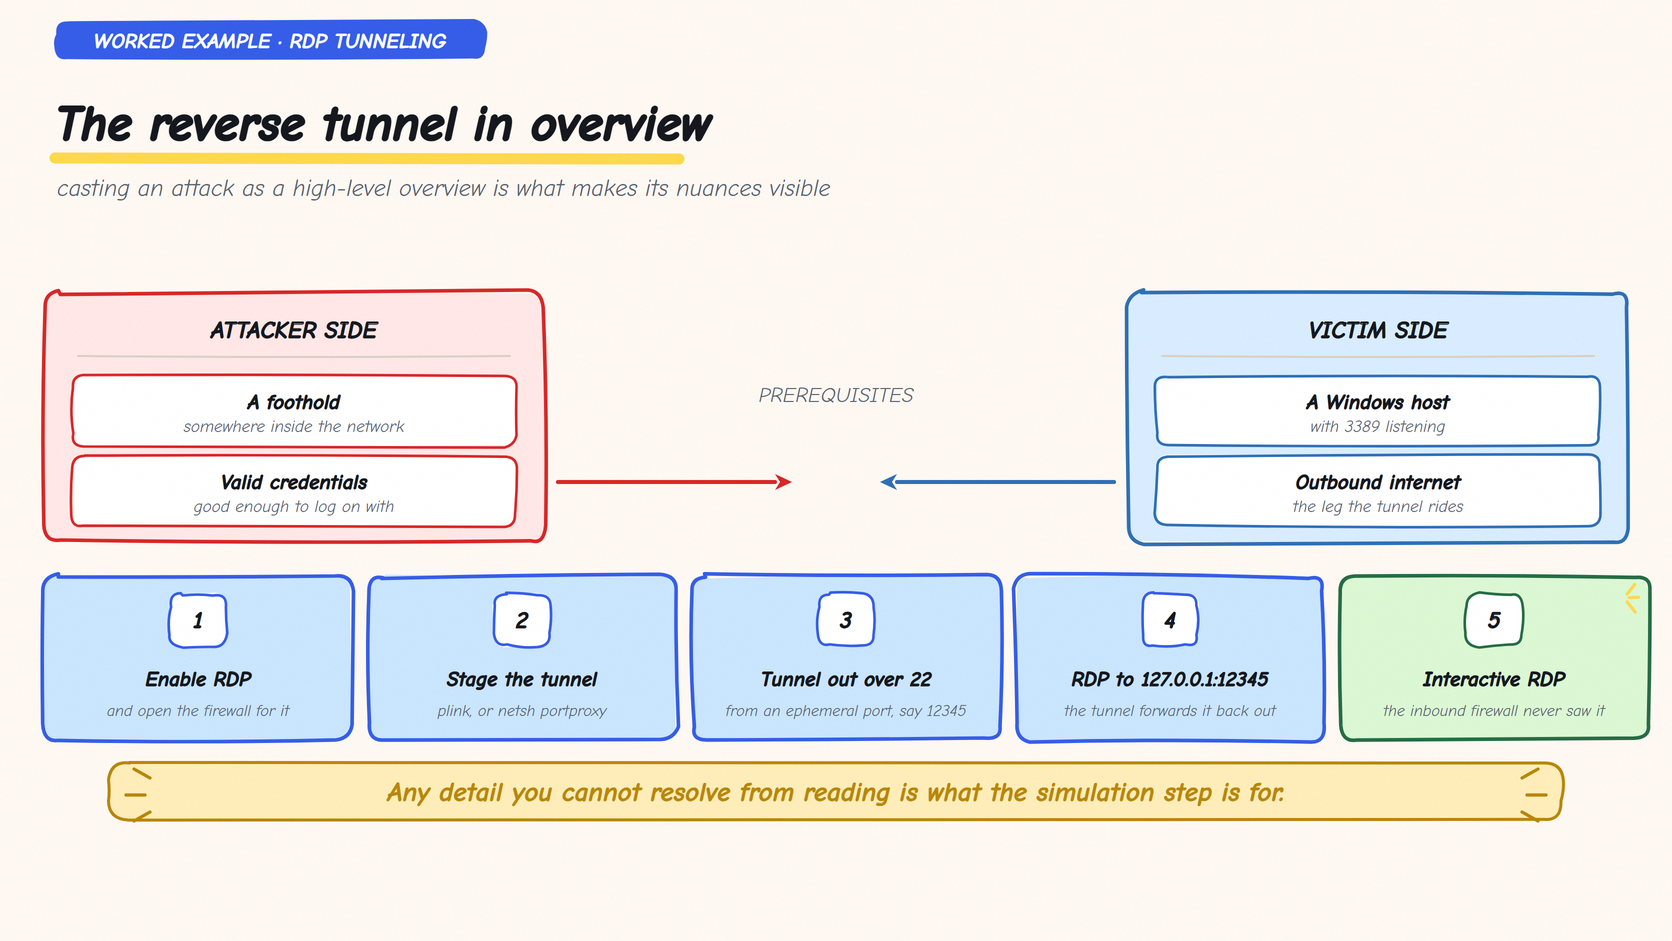 WORKED EXAMPLE · RDP TUNNELING
The reverse tunnel in overview
casting an attack as a high-level overview is what makes its nuances visible
ATTACKER SIDE
A foothold
somewhere inside the network
Valid credentials
good enough to log on with
PREREQUISITES
VICTIM SIDE
A Windows host
with 3389 listening
Outbound internet
the leg the tunnel rides
1
Enable RDP
and open the firewall for it
2
Stage the tunnel
plink, or netsh portproxy
3
Tunnel out over 22
from an ephemeral port, say 12345
4
RDP to 127.0.0.1:12345
the tunnel forwards it back out
5
Interactive RDP
the inbound firewall never saw it
Any detail you cannot resolve from reading is what the simulation step is for.